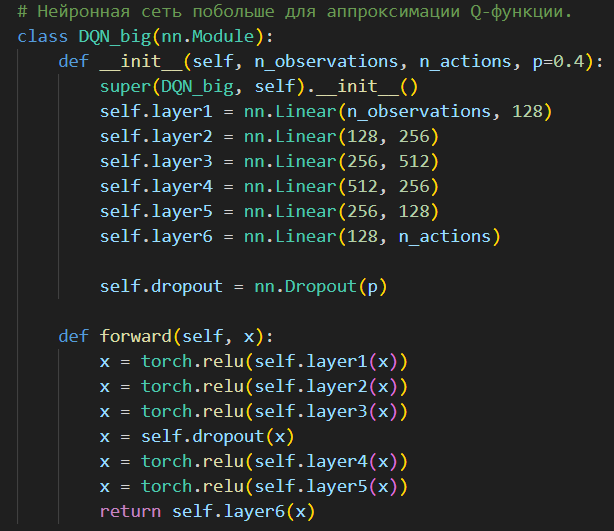 # Нейронная сеть побольше для аппроксимации Q-функции.
class DQN_big(nn.Module):
    def __init__(self, n_observations, n_actions, p=0.4):
        super(DQN_big, self).__init__()
        self.layer1 = nn.Linear(n_observations, 128)
        self.layer2 = nn.Linear(128, 256)
        self.layer3 = nn.Linear(256, 512)
        self.layer4 = nn.Linear(512, 256)
        self.layer5 = nn.Linear(256, 128)
        self.layer6 = nn.Linear(128, n_actions)

        self.dropout = nn.Dropout(p)

    def forward(self, x):
        x = torch.relu(self.layer1(x))
        x = torch.relu(self.layer2(x))
        x = torch.relu(self.layer3(x))
        x = self.dropout(x)
        x = torch.relu(self.layer4(x))
        x = torch.relu(self.layer5(x))
        return self.layer6(x)